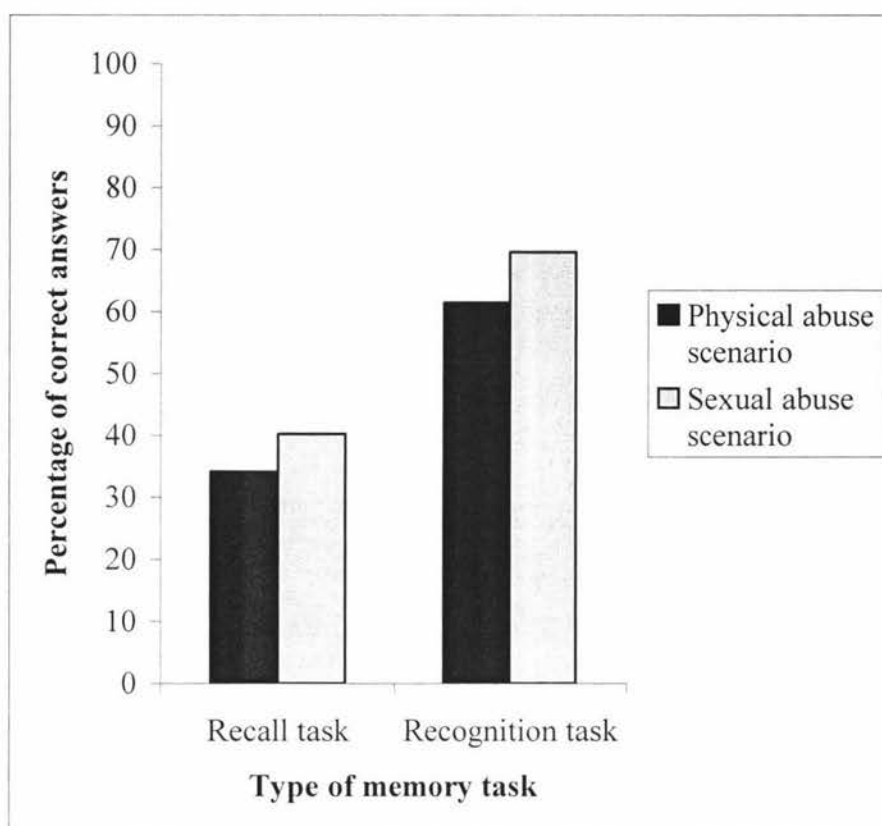 100
90
80
70
60
50
40
30
20
10
0
Percentage of correct answers
Recall task
Recognition task
Type of memory task
Physical abuse
scenario
Sexual abuse
scenario